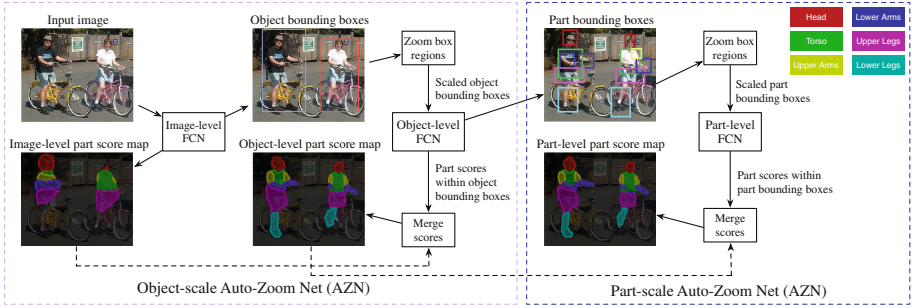 Input image
Object bounding boxes
Zoom box
regions
Scaled object
bounding boxes
Image-level
FCN
Object-level
FCN
Image-level part score map
Object-level part score map
Part scores
within object
bounding boxes
Merge
scores
Object-scale Auto-Zoom Net (AZN)
Part bounding boxes
Zoom box
regions
Head
Lower Arms
Torso
Upper Legs
Upper Arms
Lower Legs
Scaled part
bounding boxes
Part-level
FCN
Part-level part score map
Part scores within
part bounding boxes
Merge
scores
Part-scale Auto-Zoom Net (AZN)